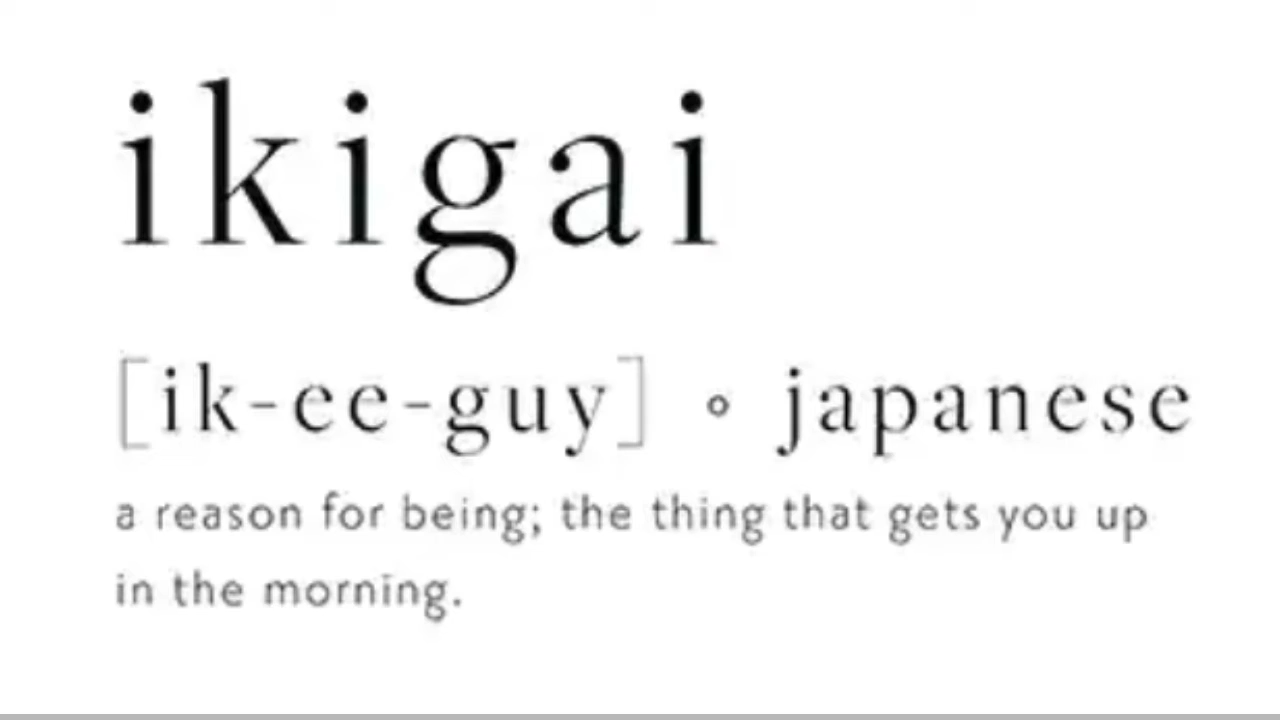 ikigai
[ik-ee-guy] ∘ japanese
a reason for being; the thing that gets you up
in the morning.